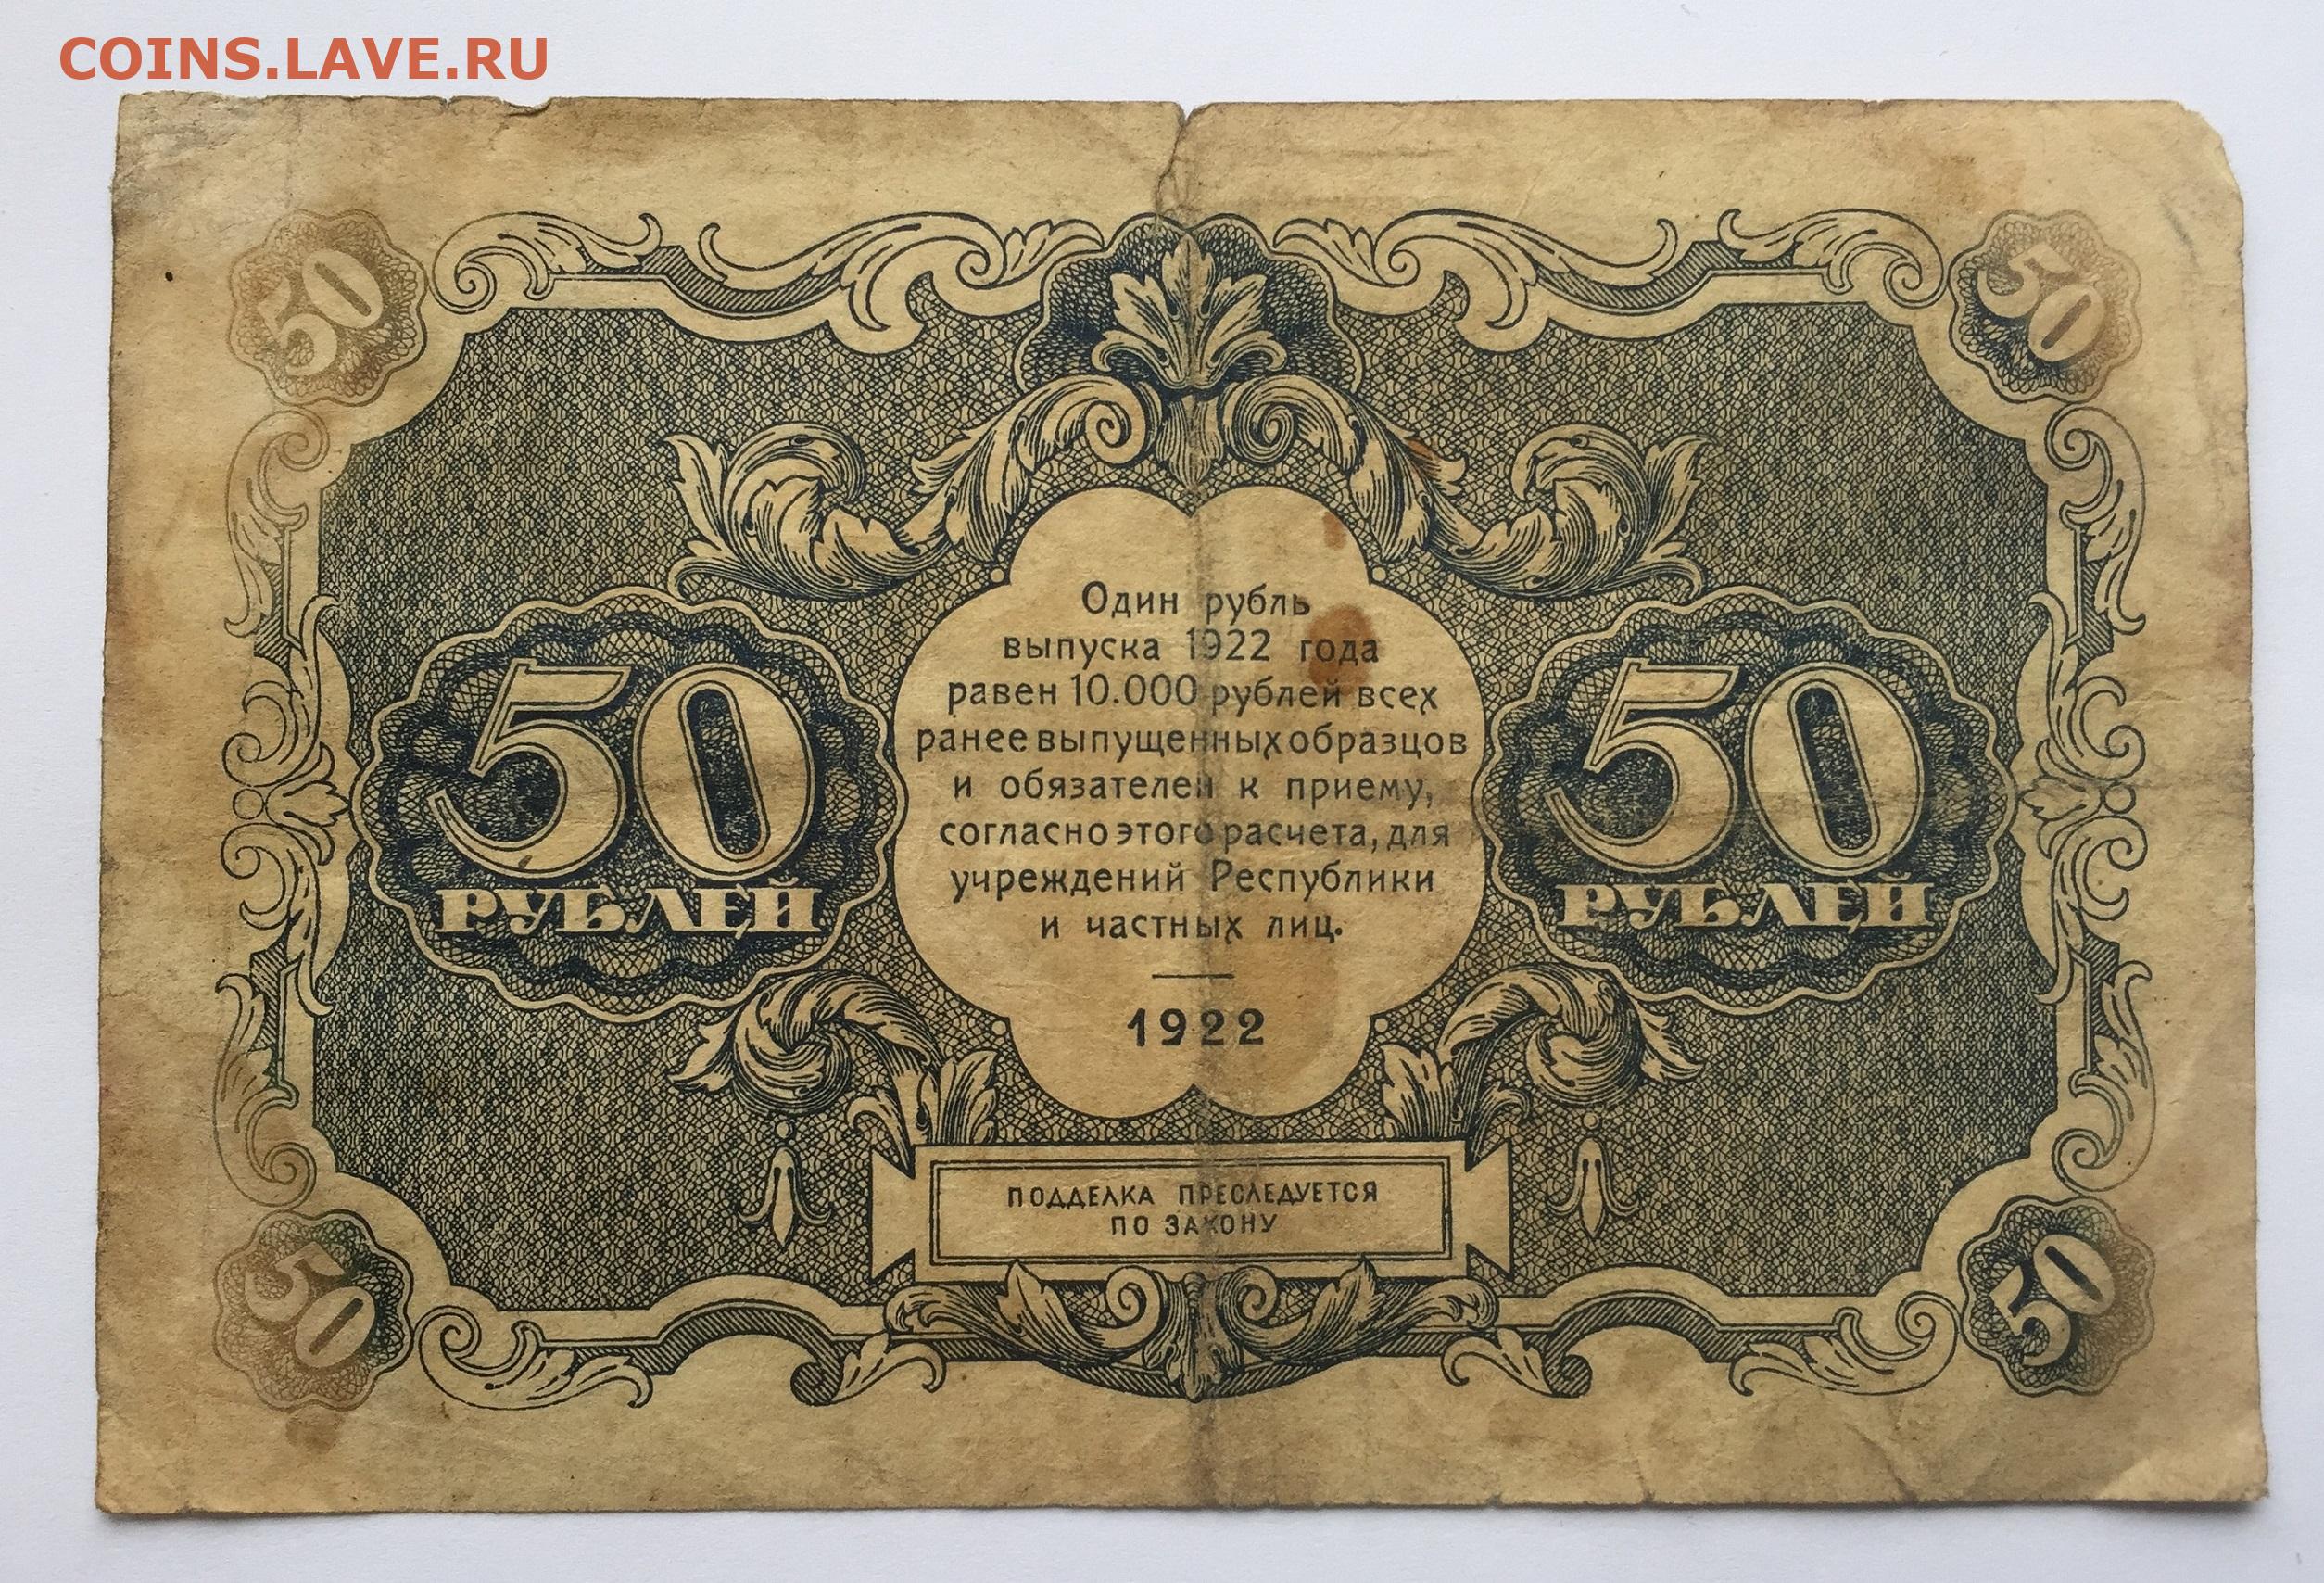 COINS.LAVE.RU
50
50
Один рубль
выпуска 1922 года
равен 10.000 рублей всех
ранее выпущенных образцов
и обязателен к приему,
согласно этого расчета, для
учреждений Республики
и частных лиц.
1922
50
РУБЛЕЙ
50
РУБЛЕЙ
ПОДДЕЛКА ПРЕСЛЕДУЕТСЯ
ПО ЗАКОНУ
50
50